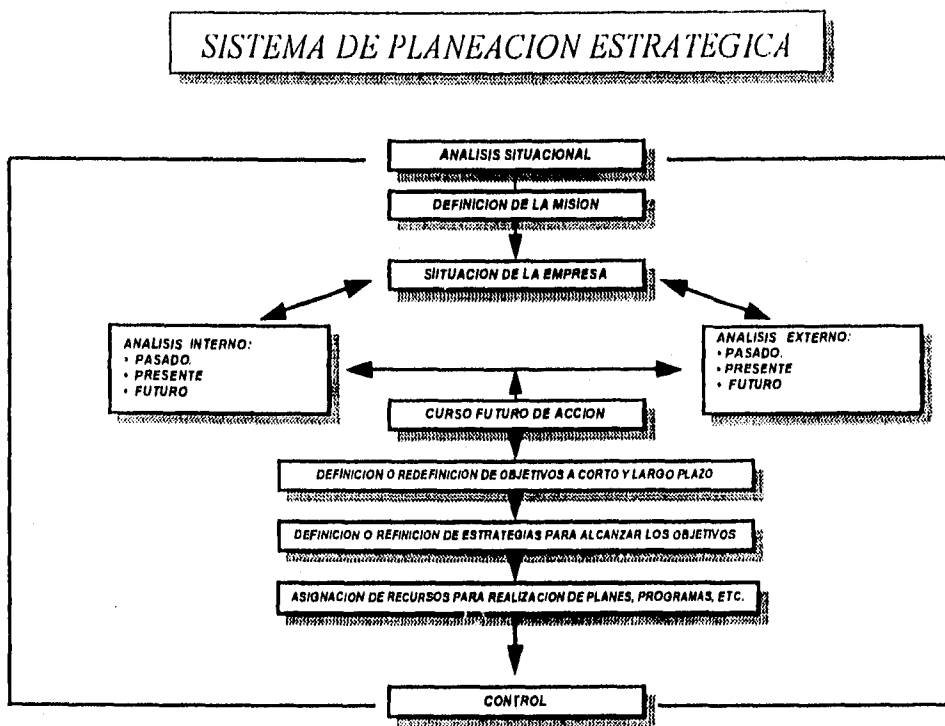 SISTEMA DE PLANEACION ESTRATEGICA
ANALISIS SITUACIONAL
DEFINICION DE LA MISION
SIITUACION DE LA EMPRESA
ANALISIS INTERNO:
• PASADO.
• PRESENTE
• FUTURO
ANALISIS EXTERNO:
• PASADO.
• PRESENTE
• FUTURO
CURSO FUTURO DE ACCION
DEFINICION O REDEFINICION DE OBJETIVOS A CORTO Y LARGO PLAZO
DEFINICION O REFINICION DE ESTRATEGIAS PARA ALCANZAR LOS OBJETIVOS
ASIGNACION DE RECURSOS PARA REALIZACION DE PLANES, PROGRAMAS, ETC.
CONTROL